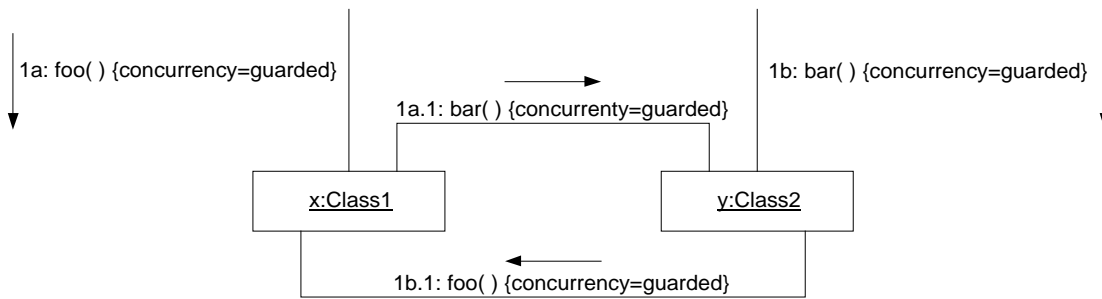 1a: foo( ) {concurrency=guarded}
1b: bar( ) {concurrency=guarded}
1a.1: bar( ) {concurrenty=guarded}
x:Class1
y:Class2
1b.1: foo( ) {concurrency=guarded}